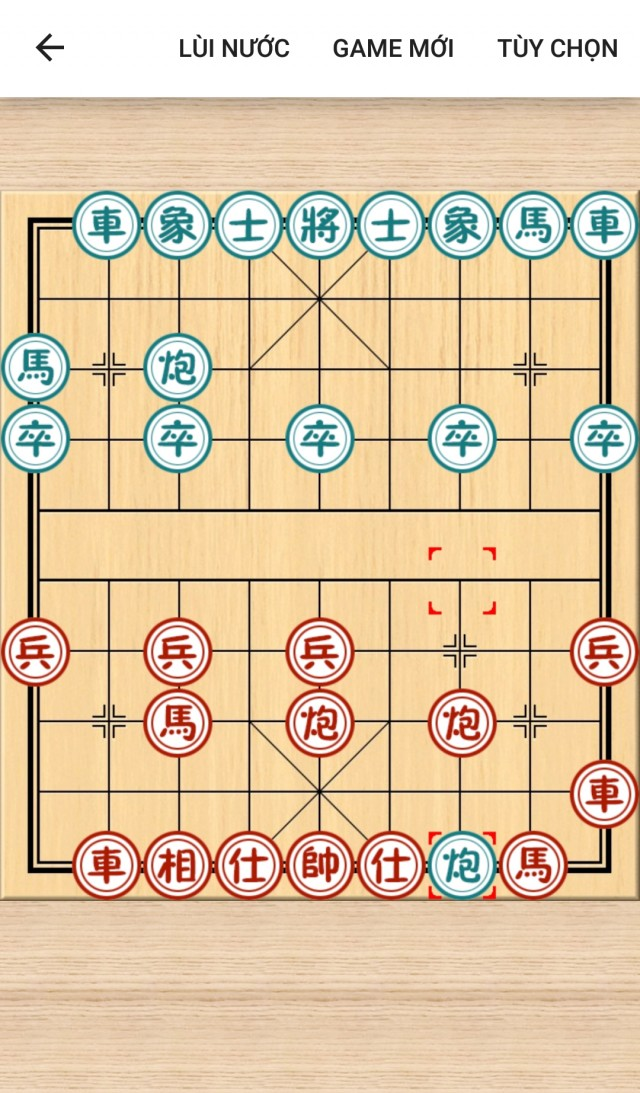 LÙI NƯỚC GAME MỚI TÙY CHỌN
車 象 士 將 士 象 馬 車
馬 炮
卒 卒 卒 卒 卒
兵 兵 兵 兵
馬 炮 炮
車
車 相 仕 帥 仕 炮 馬